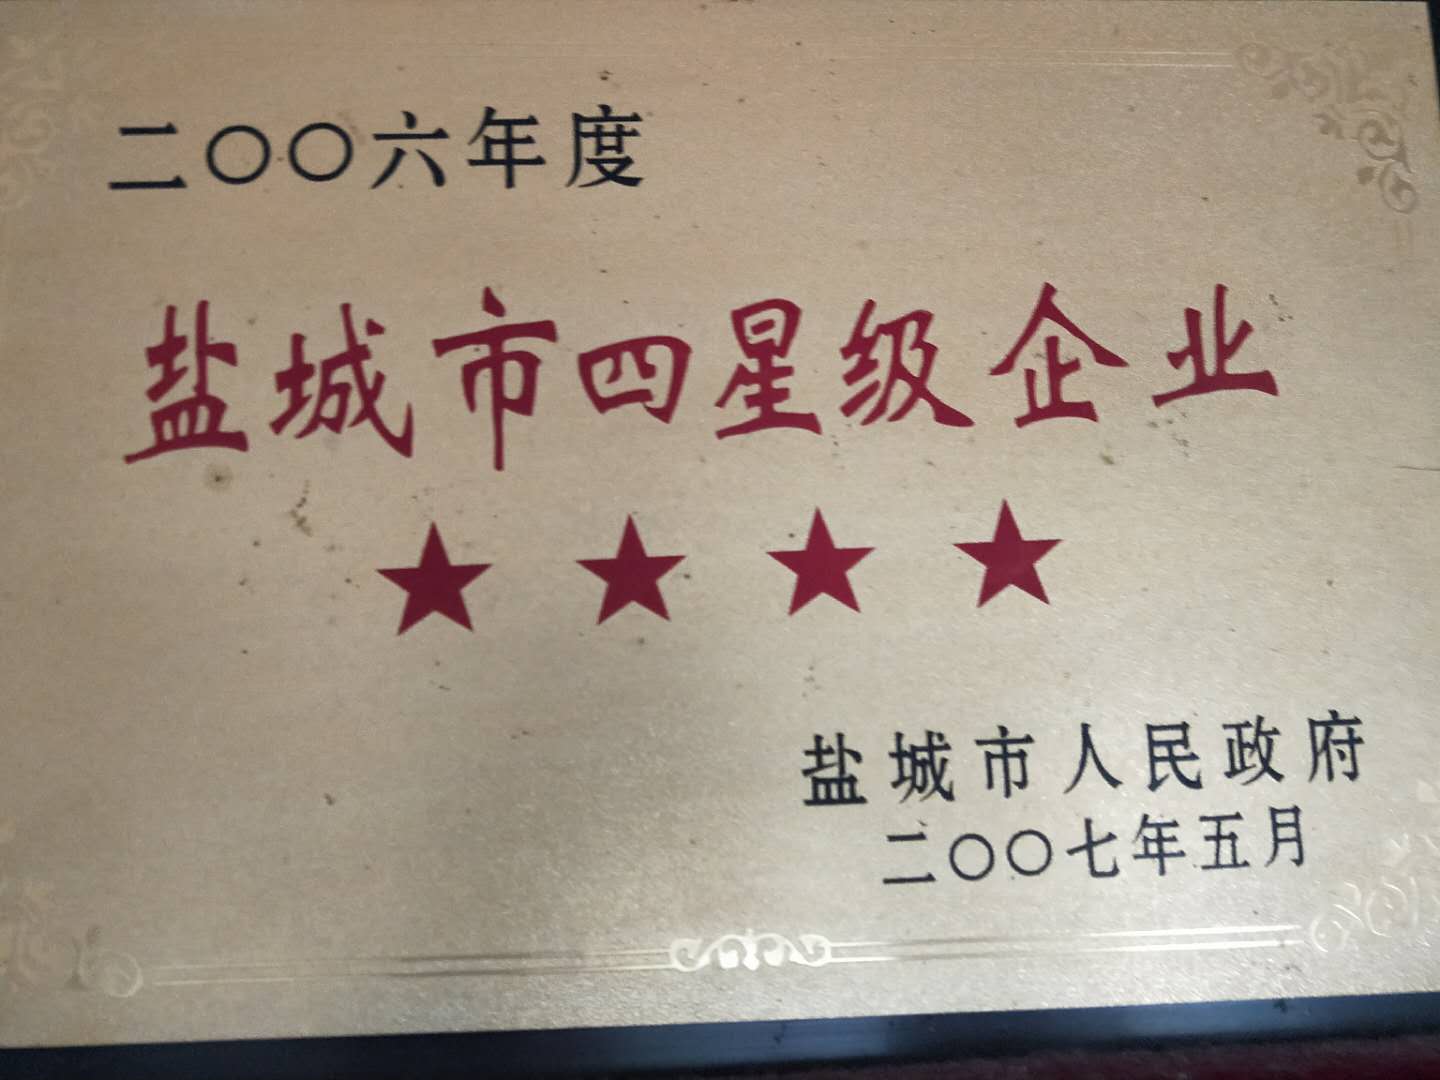 二〇〇六年度
盐城市四星级企业
★ ★ ★ ★
盐城市人民政府
二〇〇七年五月